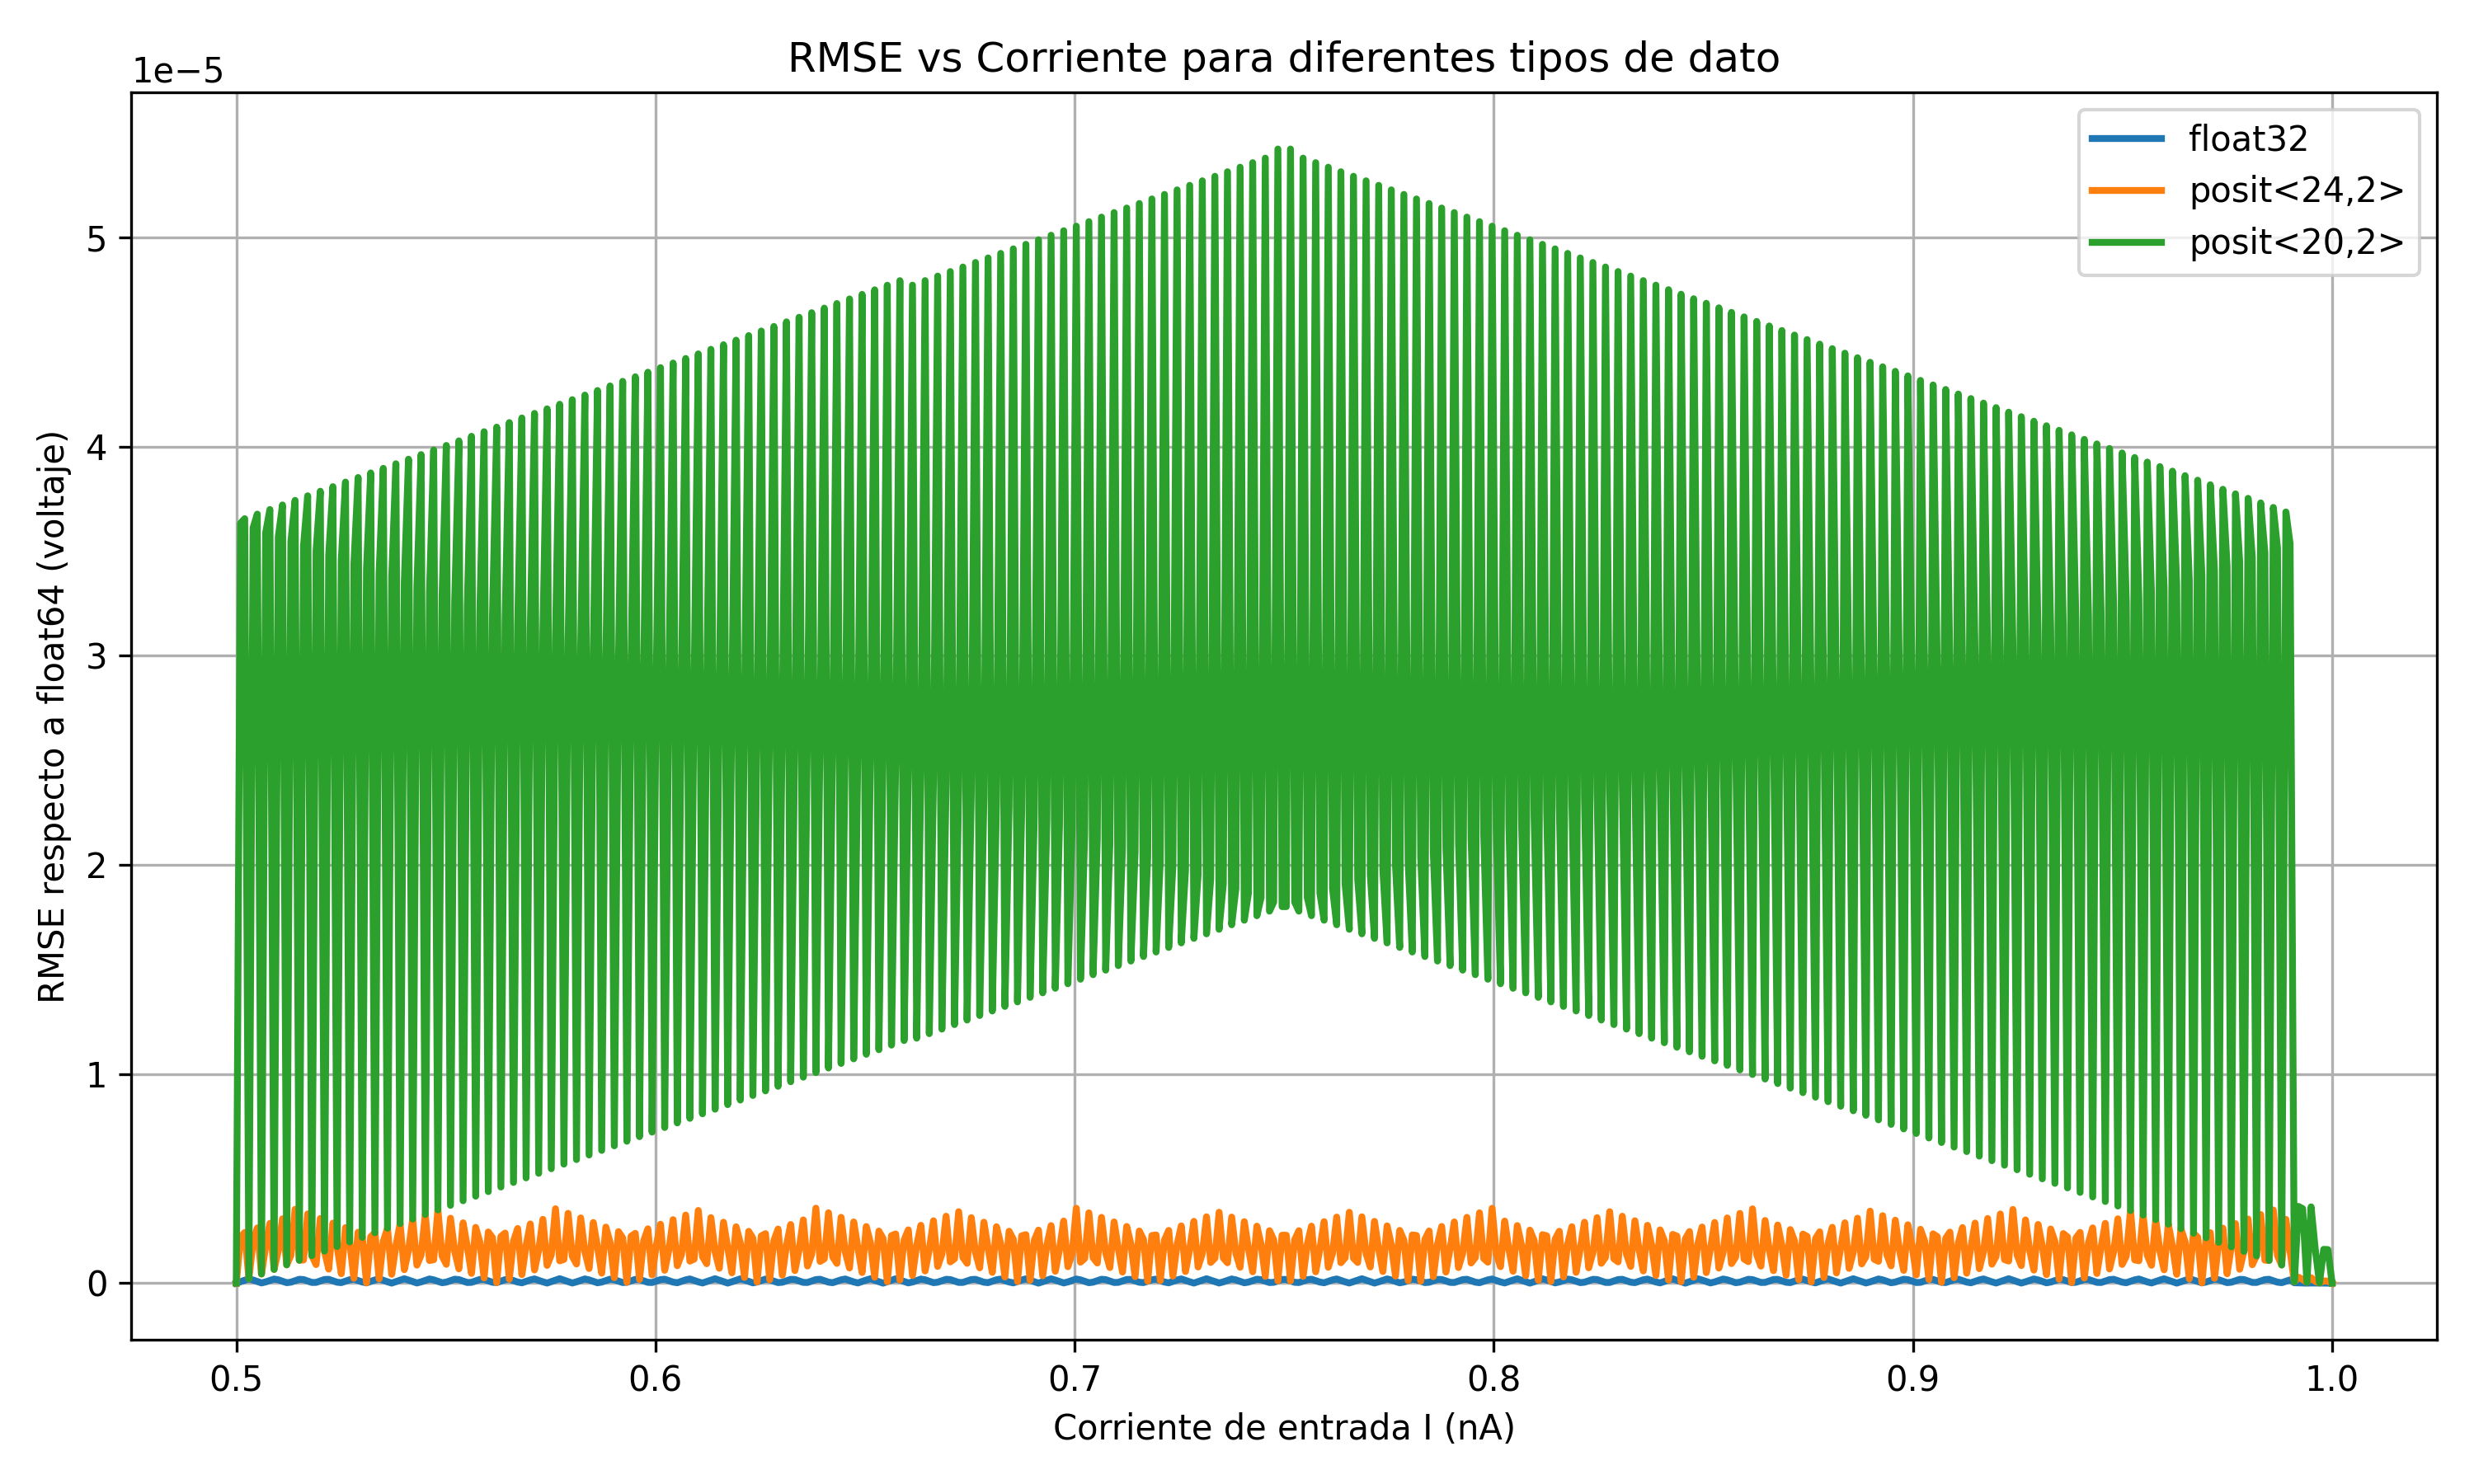 RMSE vs Corriente para diferentes tipos de dato
1e−5
float32
posit<24,2>
posit<20,2>
RMSE respecto a float64 (voltaje)
5
4
3
2
1
0
0.5 0.6 0.7 0.8 0.9 1.0
Corriente de entrada I (nA)